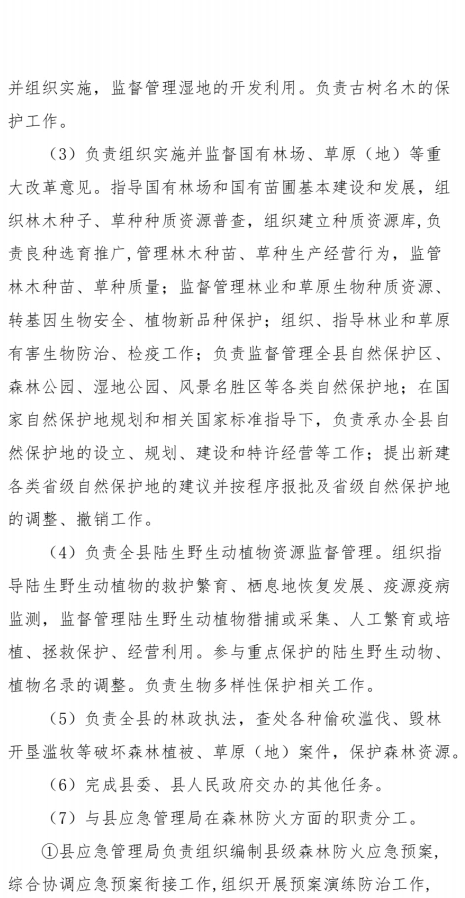 并组织实施，监督管理湿地的开发利用。负责古树名木的保
护工作。
（3）负责组织实施并监督国有林场、草原（地）等重
大改革意见。指导国有林场和国有苗圃基本建设和发展，组
织林木种子、草种种质资源普查，组织建立种质资源库,负
责良种选育推广,管理林木种苗、草种生产经营行为，监管
林木种苗、草种质量；监督管理林业和草原生物种质资源、
转基因生物安全、植物新品种保护；组织、指导林业和草原
有害生物防治、检疫工作；负责监督管理全县自然保护区、
森林公园、湿地公园、风景名胜区等各类自然保护地；在国
家自然保护地规划和相关国家标准指导下，负责承办全县自
然保护地的设立、规划、建设和特许经营等工作；提出新建
各类省级自然保护地的建议并按程序报批及省级自然保护地
的调整、撤销工作。
（4）负责全县陆生野生动植物资源监督管理。组织指
导陆生野生动植物的救护繁育、栖息地恢复发展、疫源疫病
监测，监督管理陆生野生动植物猎捕或采集、人工繁育或培
植、拯救保护、经营利用。参与重点保护的陆生野生动物、
植物名录的调整。负责生物多样性保护相关工作。
（5）负责全县的林政执法，查处各种偷砍滥伐、毁林
开垦滥牧等破坏森林植被、草原（地）案件，保护森林资源。
（6）完成县委、县人民政府交办的其他任务。
（7）与县应急管理局在森林防火方面的职责分工。
①县应急管理局负责组织编制县级森林防火应急预案,
综合协调应急预案衔接工作,组织开展预案演练防治工作,